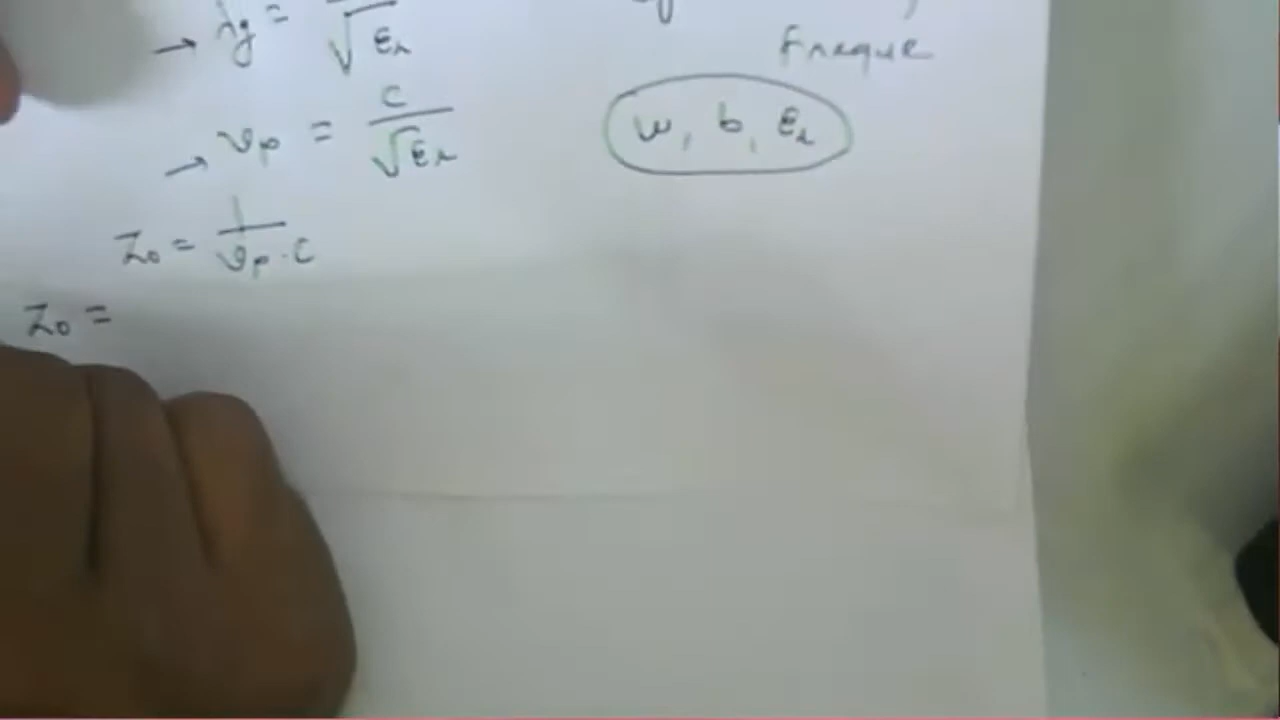 → λg = / √εr
Freque
→ vp = c / √εr
w, b, εr
Z₀ = 1 / vp · c
Z₀ =